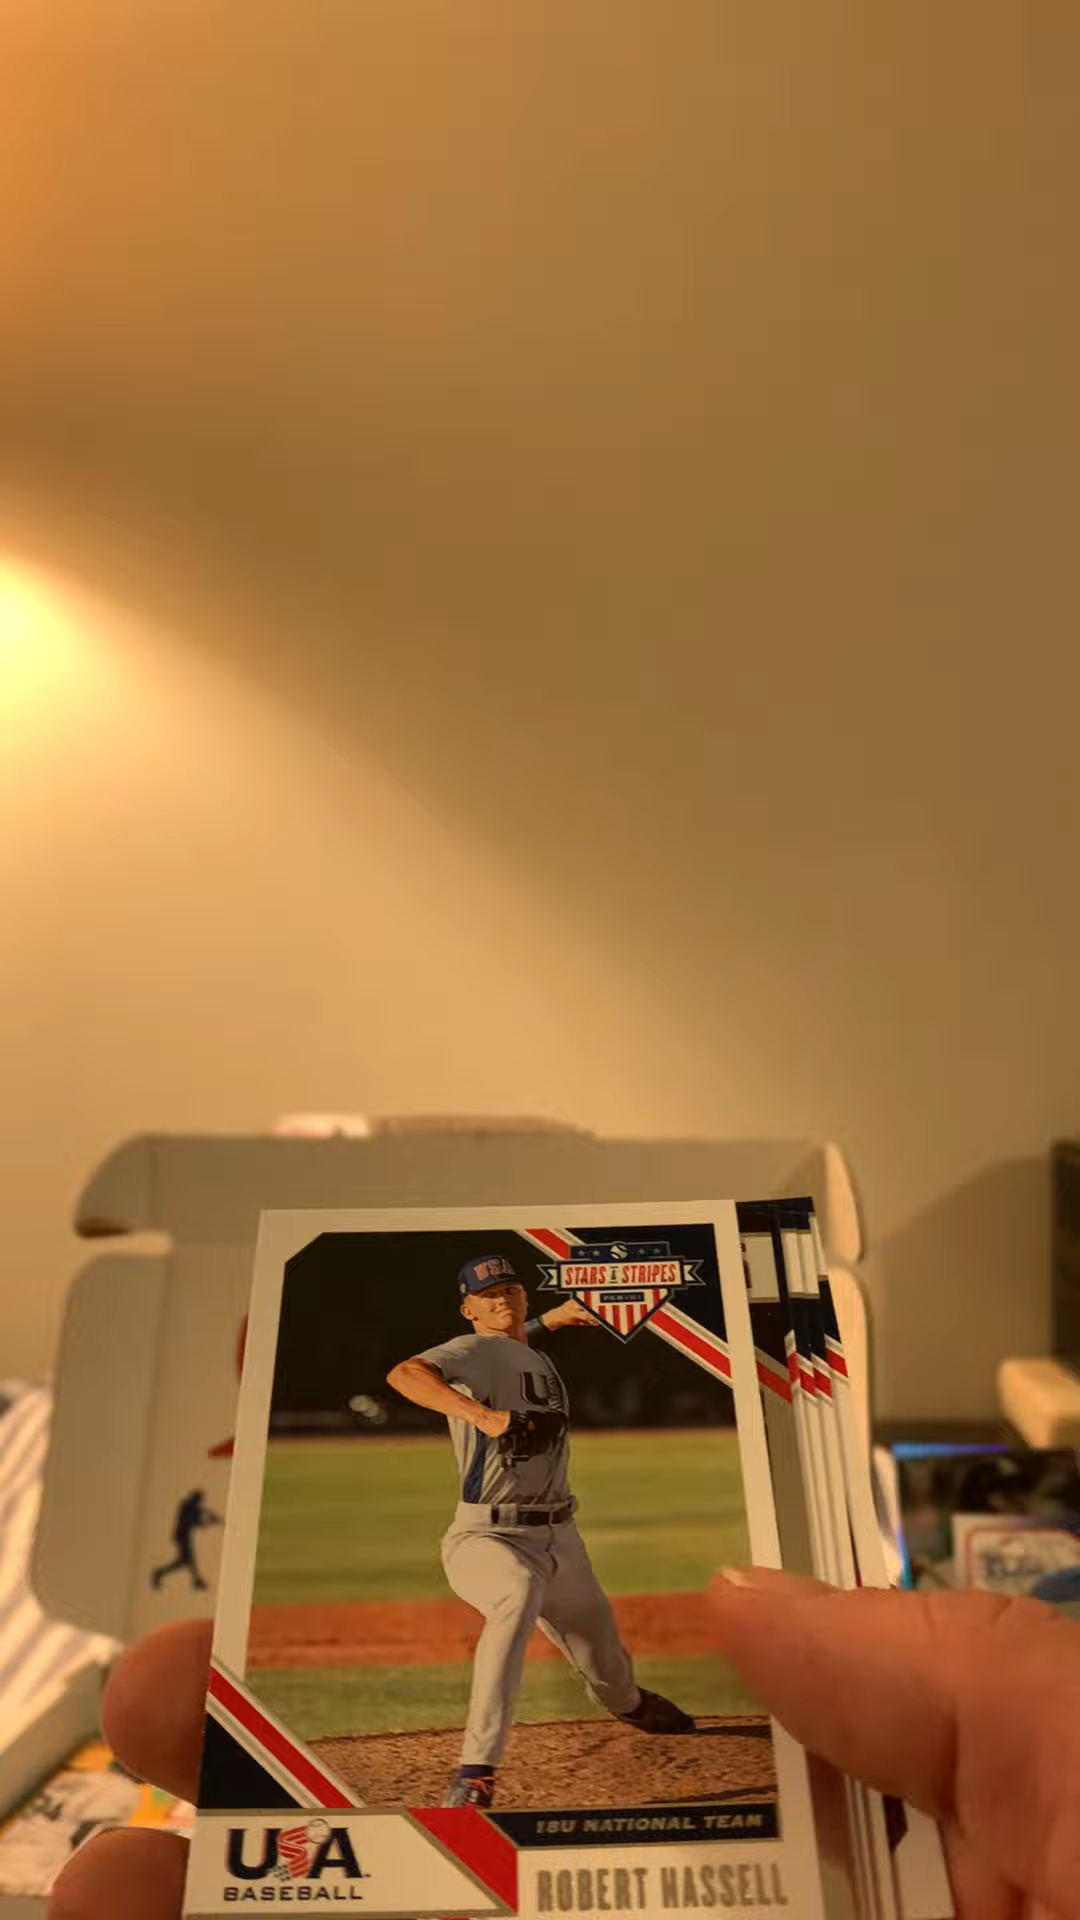 USA
STARS & STRIPES
U
18U NATIONAL TEAM
USA
BASEBALL
ROBERT HASSELL